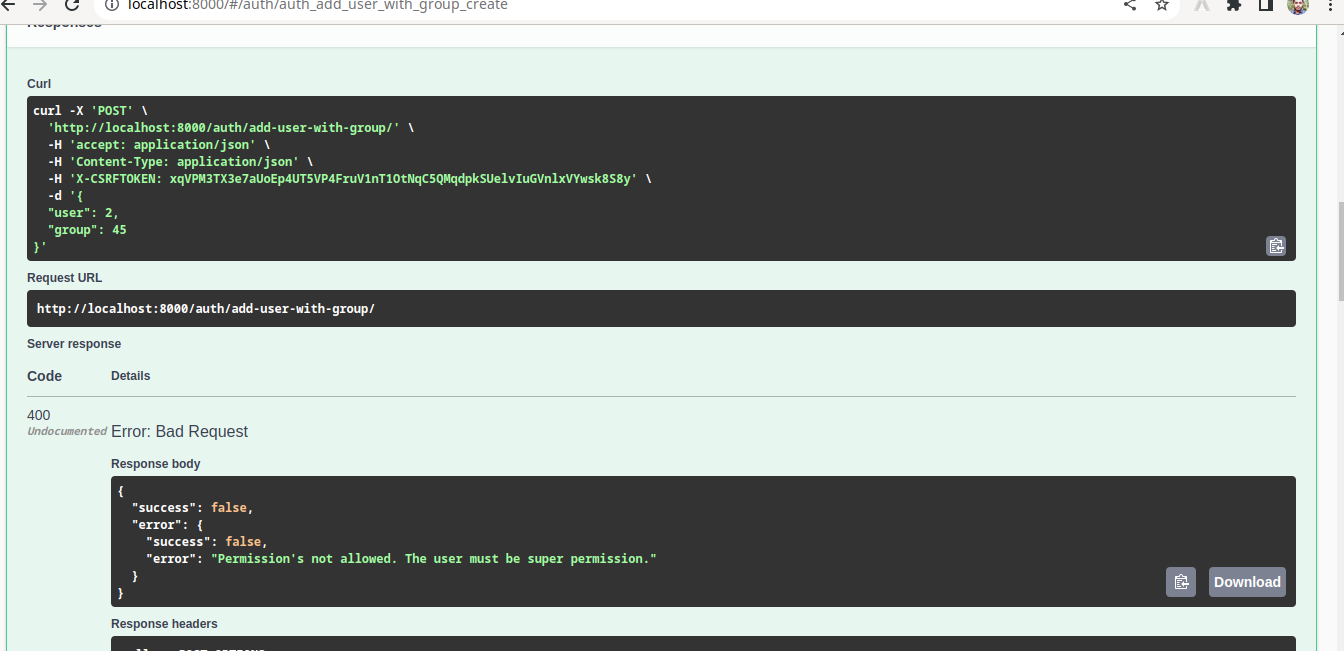 localhost:8000/#/auth/auth_add_user_with_group_create
Responses
Curl
curl -X 'POST' \
'http://localhost:8000/auth/add-user-with-group/' \
-H 'accept: application/json' \
-H 'Content-Type: application/json' \
-H 'X-CSRFTOKEN: xqVPM3TX3e7aUoEp4UT5VP4FruV1nT1OtNqC5QMqdpkSUelvIuGVnlxVYwsk8S8y' \
-d '{
"user": 2,
"group": 45
}'
Request URL
http://localhost:8000/auth/add-user-with-group/
Server response
Code Details
400
Undocumented Error: Bad Request
Response body
{
"success": false,
"error": {
"success": false,
"error": "Permission's not allowed. The user must be super permission."
}
}
Download
Response headers